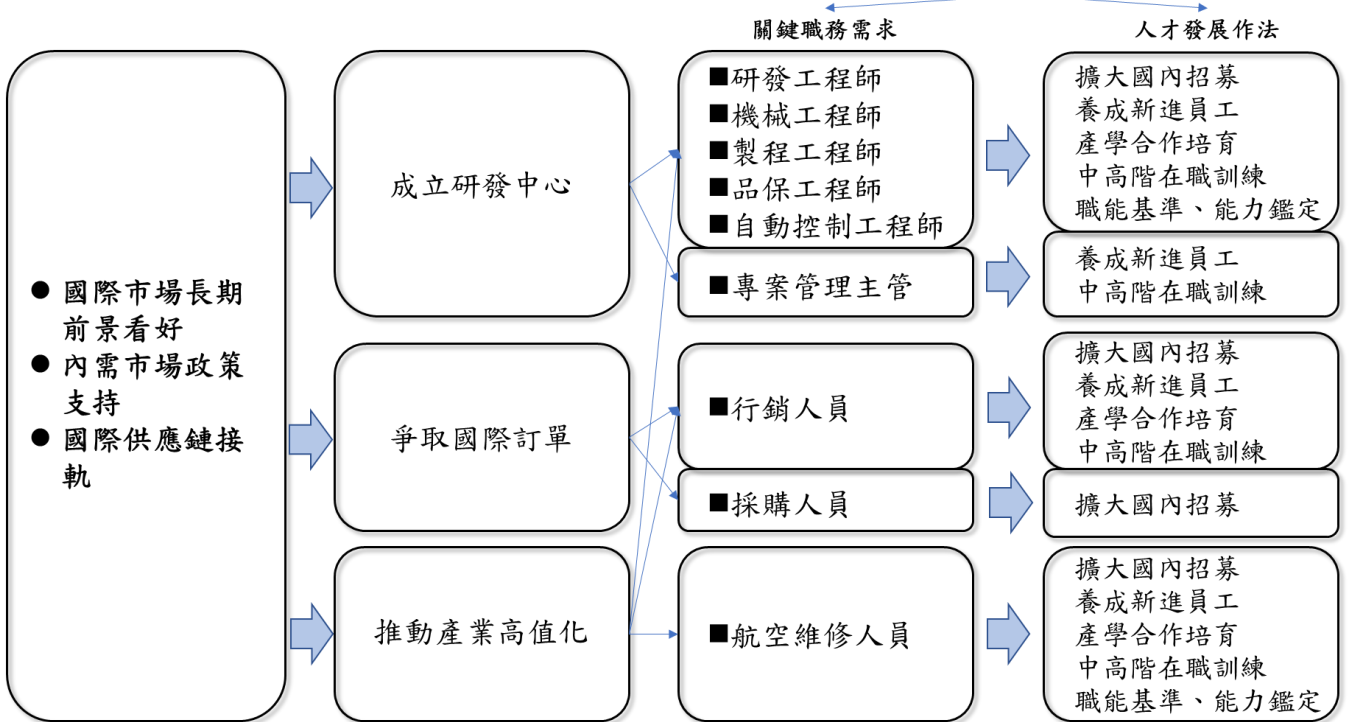 關鍵職務需求
人才發展作法
● 國際市場長期
前景看好
● 內需市場政策
支持
● 國際供應鏈接
軌
成立研發中心
爭取國際訂單
推動產業高值化
■研發工程師
■機械工程師
■製程工程師
■品保工程師
■自動控制工程師
■專案管理主管
■行銷人員
■採購人員
■航空維修人員
擴大國內招募
養成新進員工
產學合作培育
中高階在職訓練
職能基準、能力鑑定
養成新進員工
中高階在職訓練
擴大國內招募
養成新進員工
產學合作培育
中高階在職訓練
擴大國內招募
擴大國內招募
養成新進員工
產學合作培育
中高階在職訓練
職能基準、能力鑑定